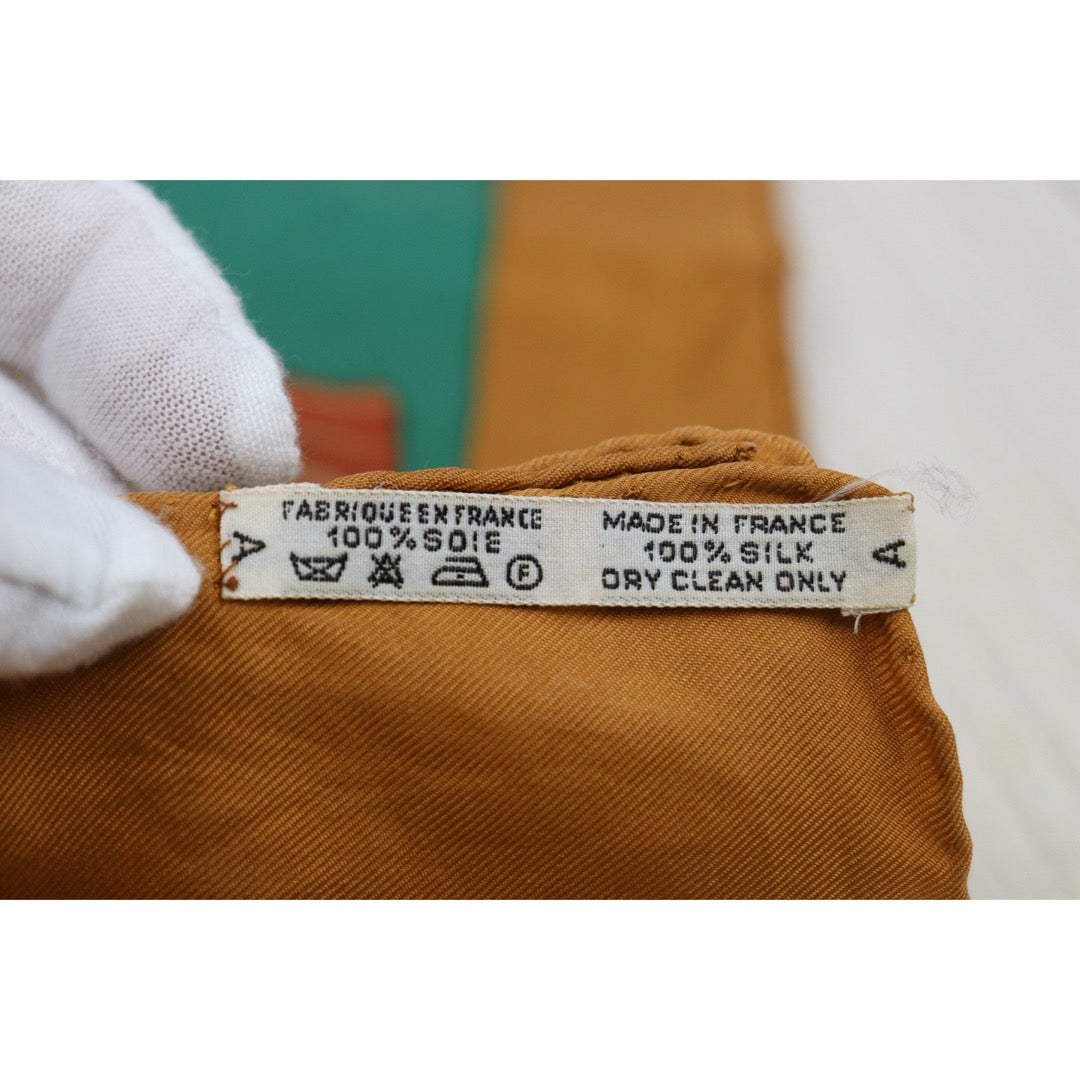 A
FABRIQUE EN FRANCE
100% SOIE
F
MADE IN FRANCE
100% SILK
DRY CLEAN ONLY
A